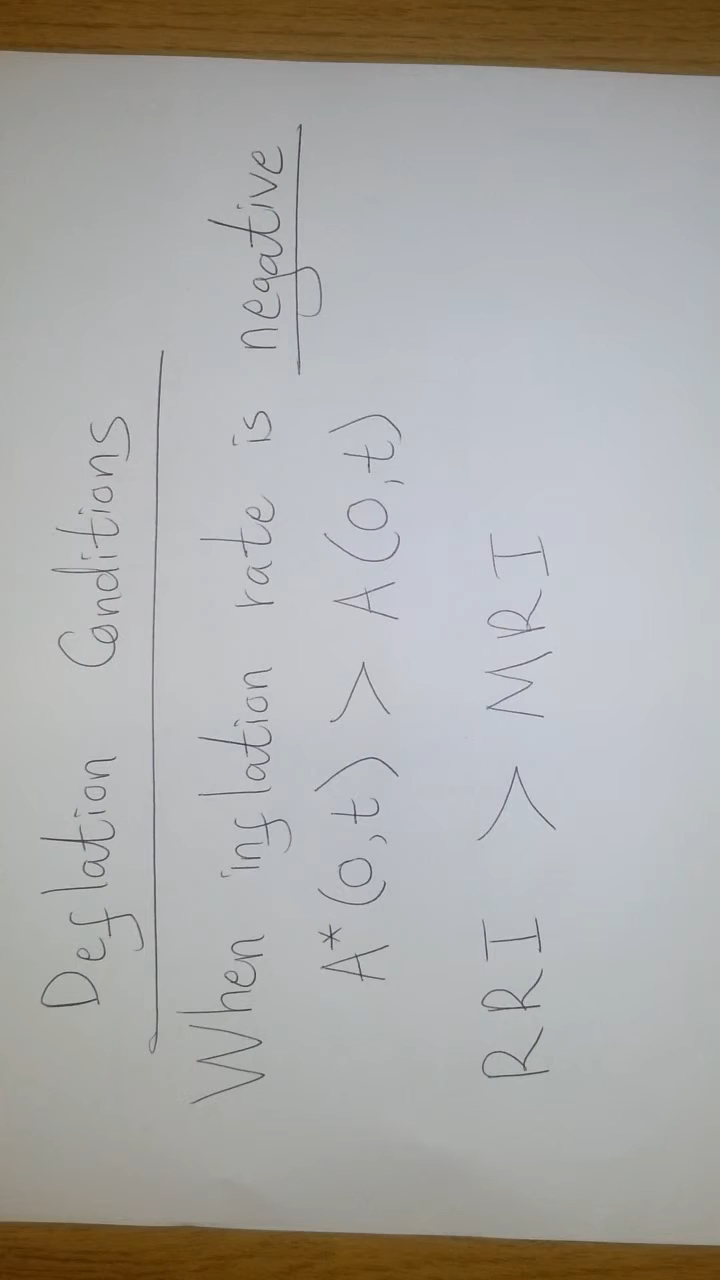 Deflation Conditions
When inflation rate is negative
A*(0,t) > A(0,t)
RRI > MRI